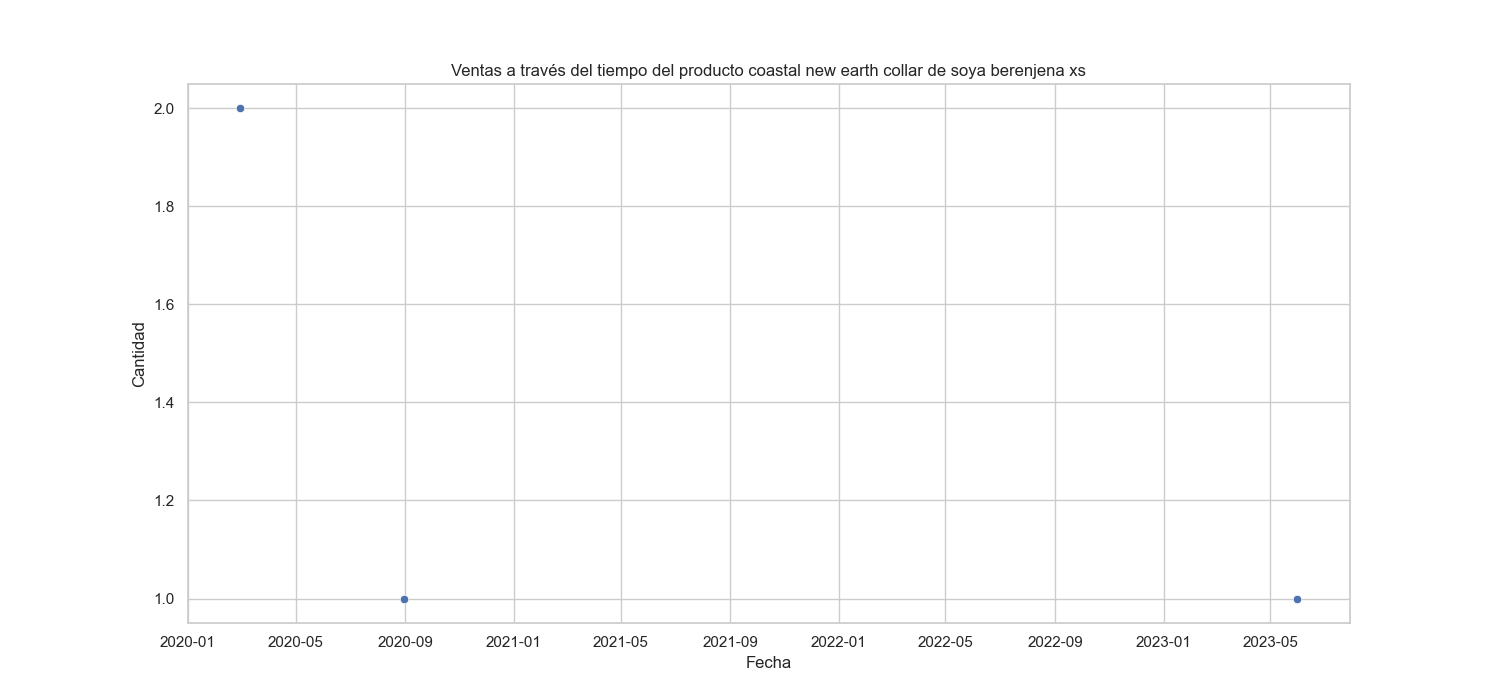 Ventas a través del tiempo del producto coastal new earth collar de soya berenjena xs
2.0
1.8
1.6
1.4
1.2
1.0
Cantidad
2020-01 2020-05 2020-09 2021-01 2021-05 2021-09 2022-01 2022-05 2022-09 2023-01 2023-05
Fecha